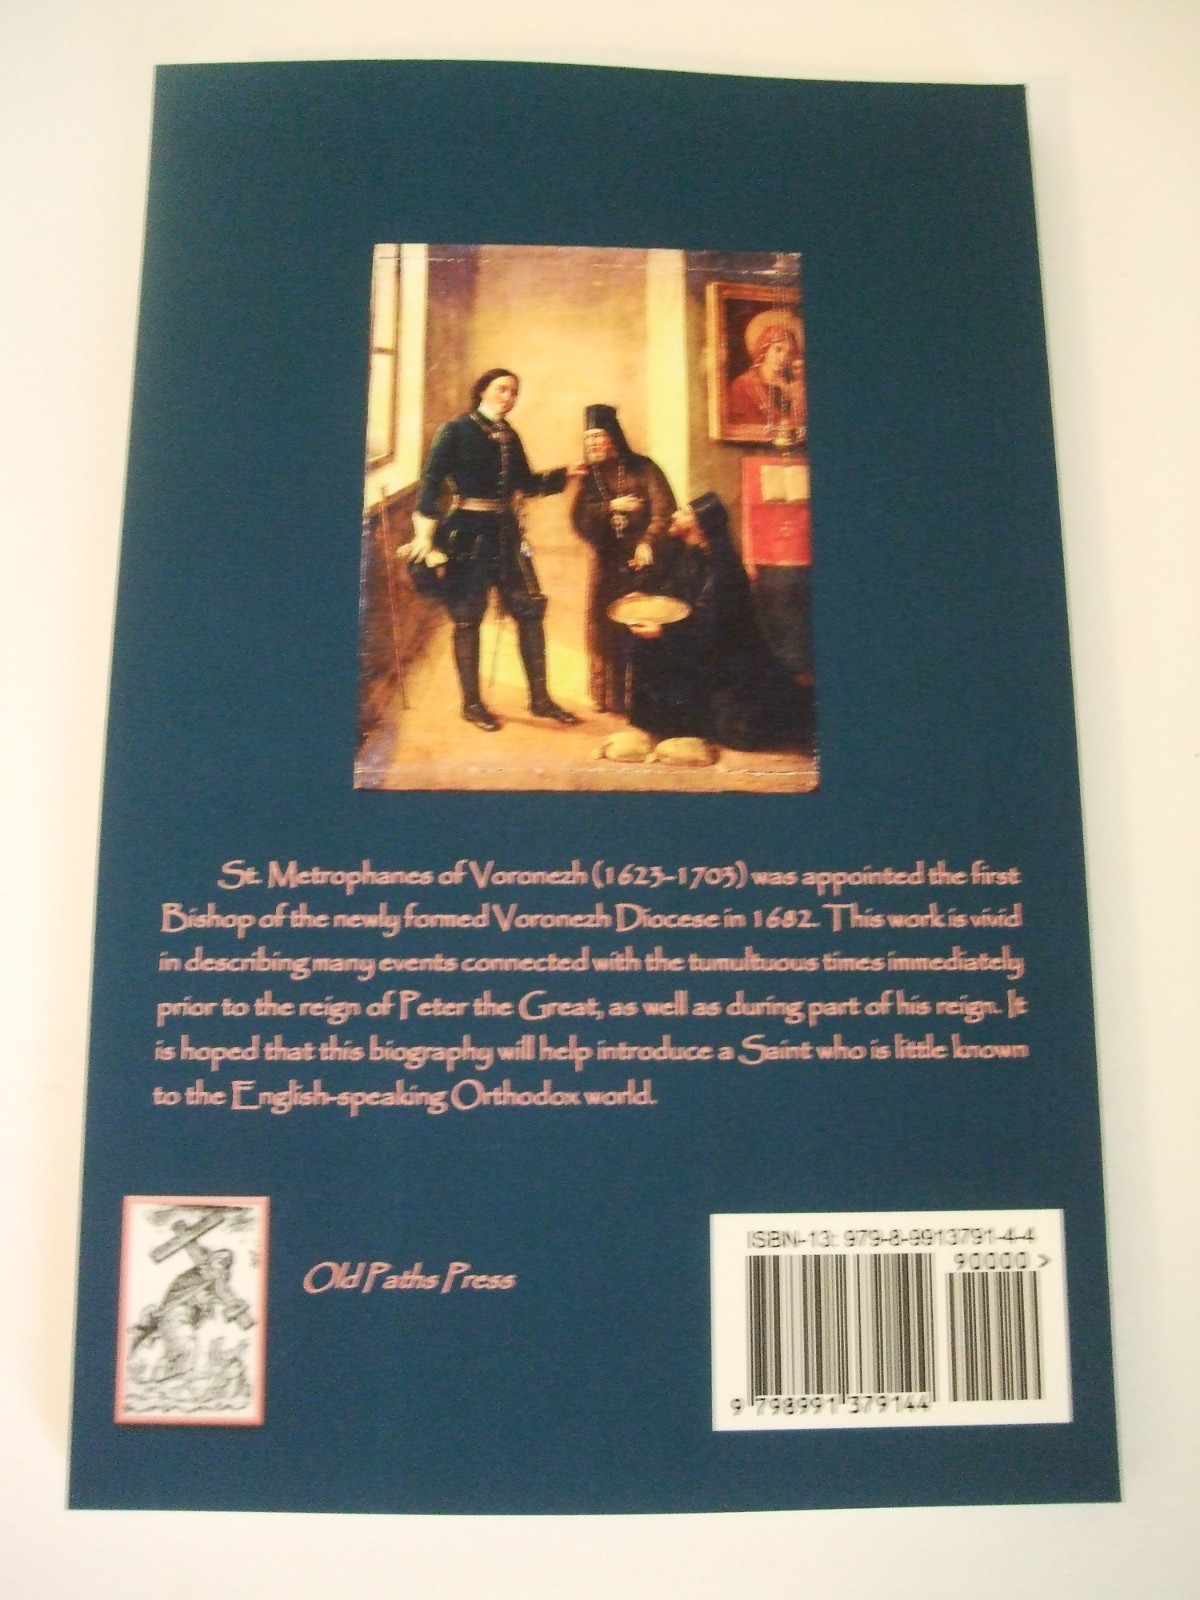 St. Metrophanes of Voronezh (1623-1703) was appointed the first
Bishop of the newly formed Voronezh Diocese in 1682. This work is vivid
in describing many events connected with the tumultuous times immediately
prior to the reign of Peter the Great, as well as during part of his reign. It
is hoped that this biography will help introduce a Saint who is little known
to the English-speaking Orthodox world.
Old Paths Press
ISBN-13: 979-8-9913791-4-4
90000 >
9 798991 379144